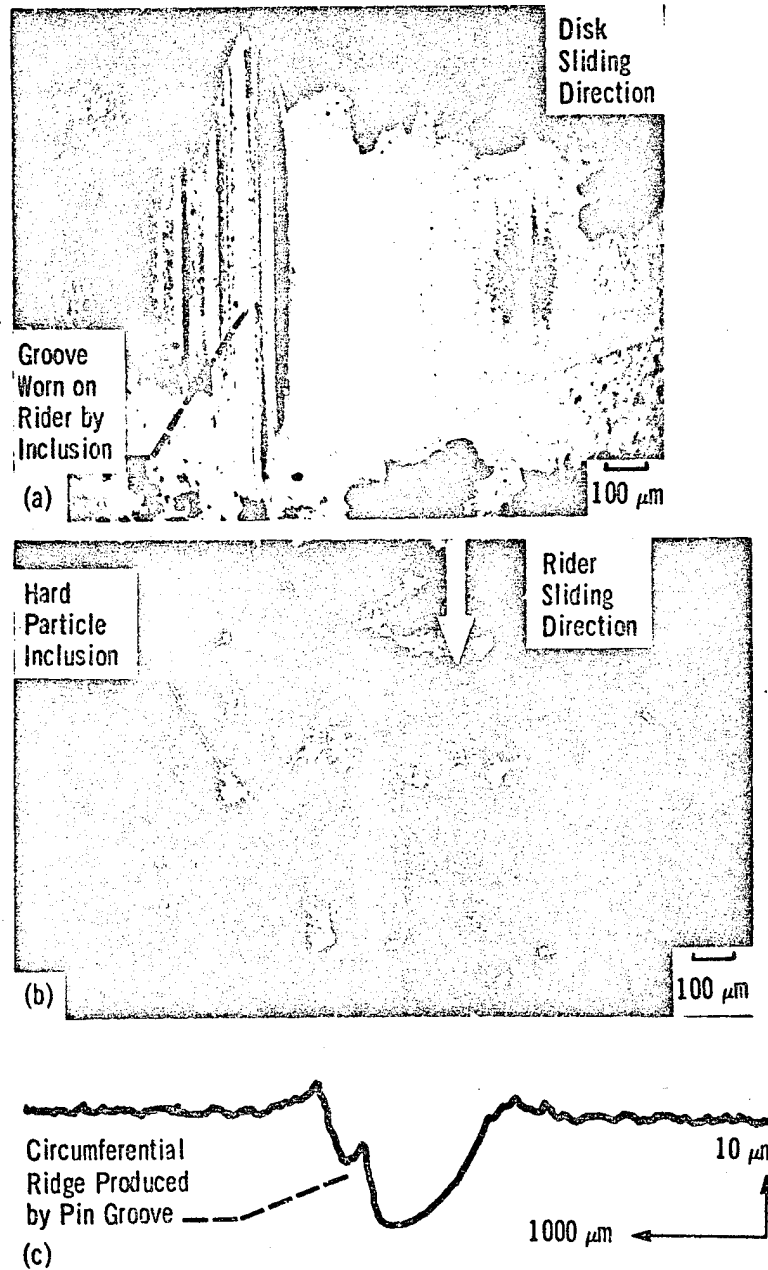 Disk
Sliding
Direction
Groove
Worn on
Rider by
Inclusion
(a)
100 μm
Hard
Particle
Inclusion
Rider
Sliding
Direction
(b)
100 μm
Circumferential
Ridge Produced
by Pin Groove
10 μm
1000 μm
(c)